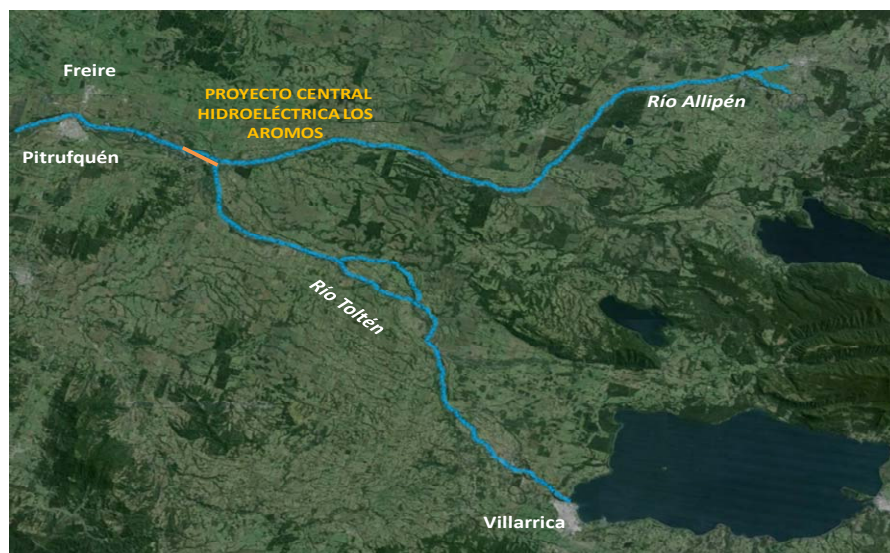 Freire
PROYECTO CENTRAL
HIDROELÉCTRICA LOS
AROMOS
Río Allipén
Pitrufquén
Río Toltén
Villarrica